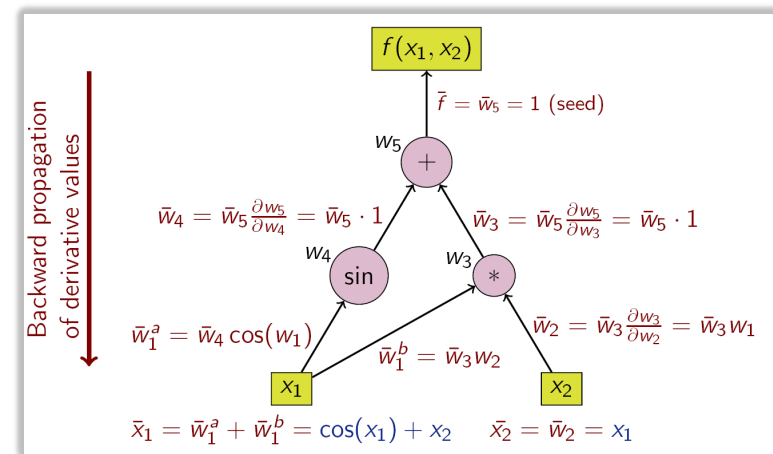 f(x₁, x₂)
f̄ = w̄₅ = 1 (seed)
w₅
+
w̄₄ = w̄₅ ∂w₅/∂w₄ = w̄₅ · 1
w̄₃ = w̄₅ ∂w₅/∂w₃ = w̄₅ · 1
w₄
sin
w₃
*
w̄₁ᵃ = w̄₄ cos(w₁)
w̄₂ = w̄₃ ∂w₃/∂w₂ = w̄₃w₁
w̄₁ᵇ = w̄₃w₂
x₁
x₂
x̄₁ = w̄₁ᵃ + w̄₁ᵇ = cos(x₁) + x₂
x̄₂ = w̄₂ = x₁
Backward propagation
of derivative values